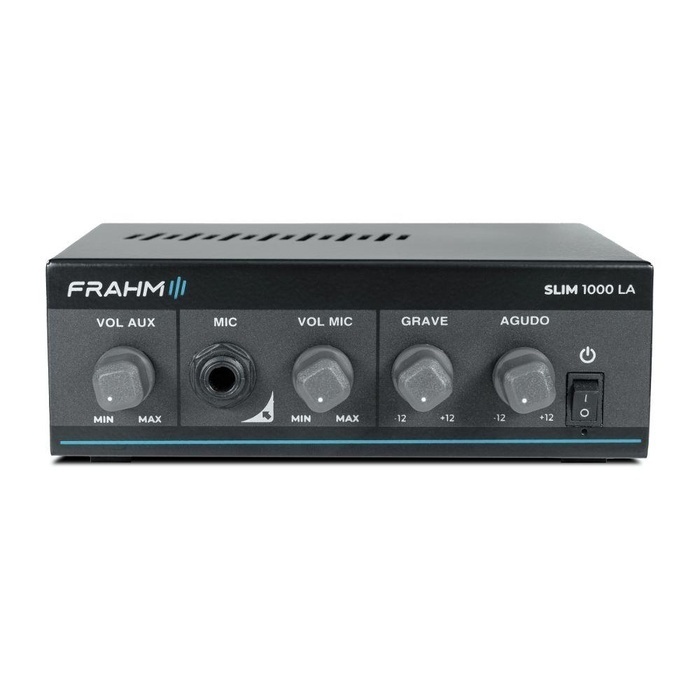 FRAHM
SLIM 1000 LA
VOL AUX
MIC
VOL MIC
GRAVE
AGUDO
MIN MAX
MIN MAX
-12 +12
-12 +12
I
O